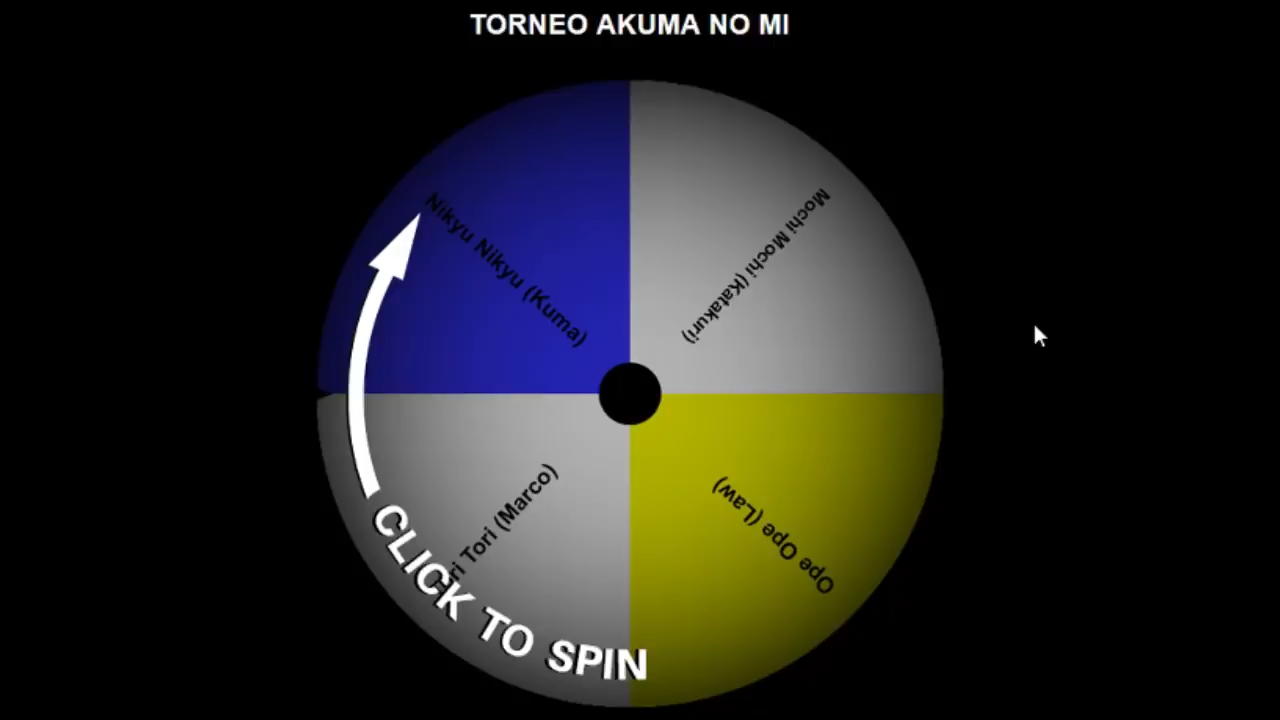 TORNEO AKUMA NO MI
Nikyu Nikyu (Kuma)
Mochi Mochi (Katakuri)
Tori (Marco)
Ope Ope (Law)
CLICK TO SPIN